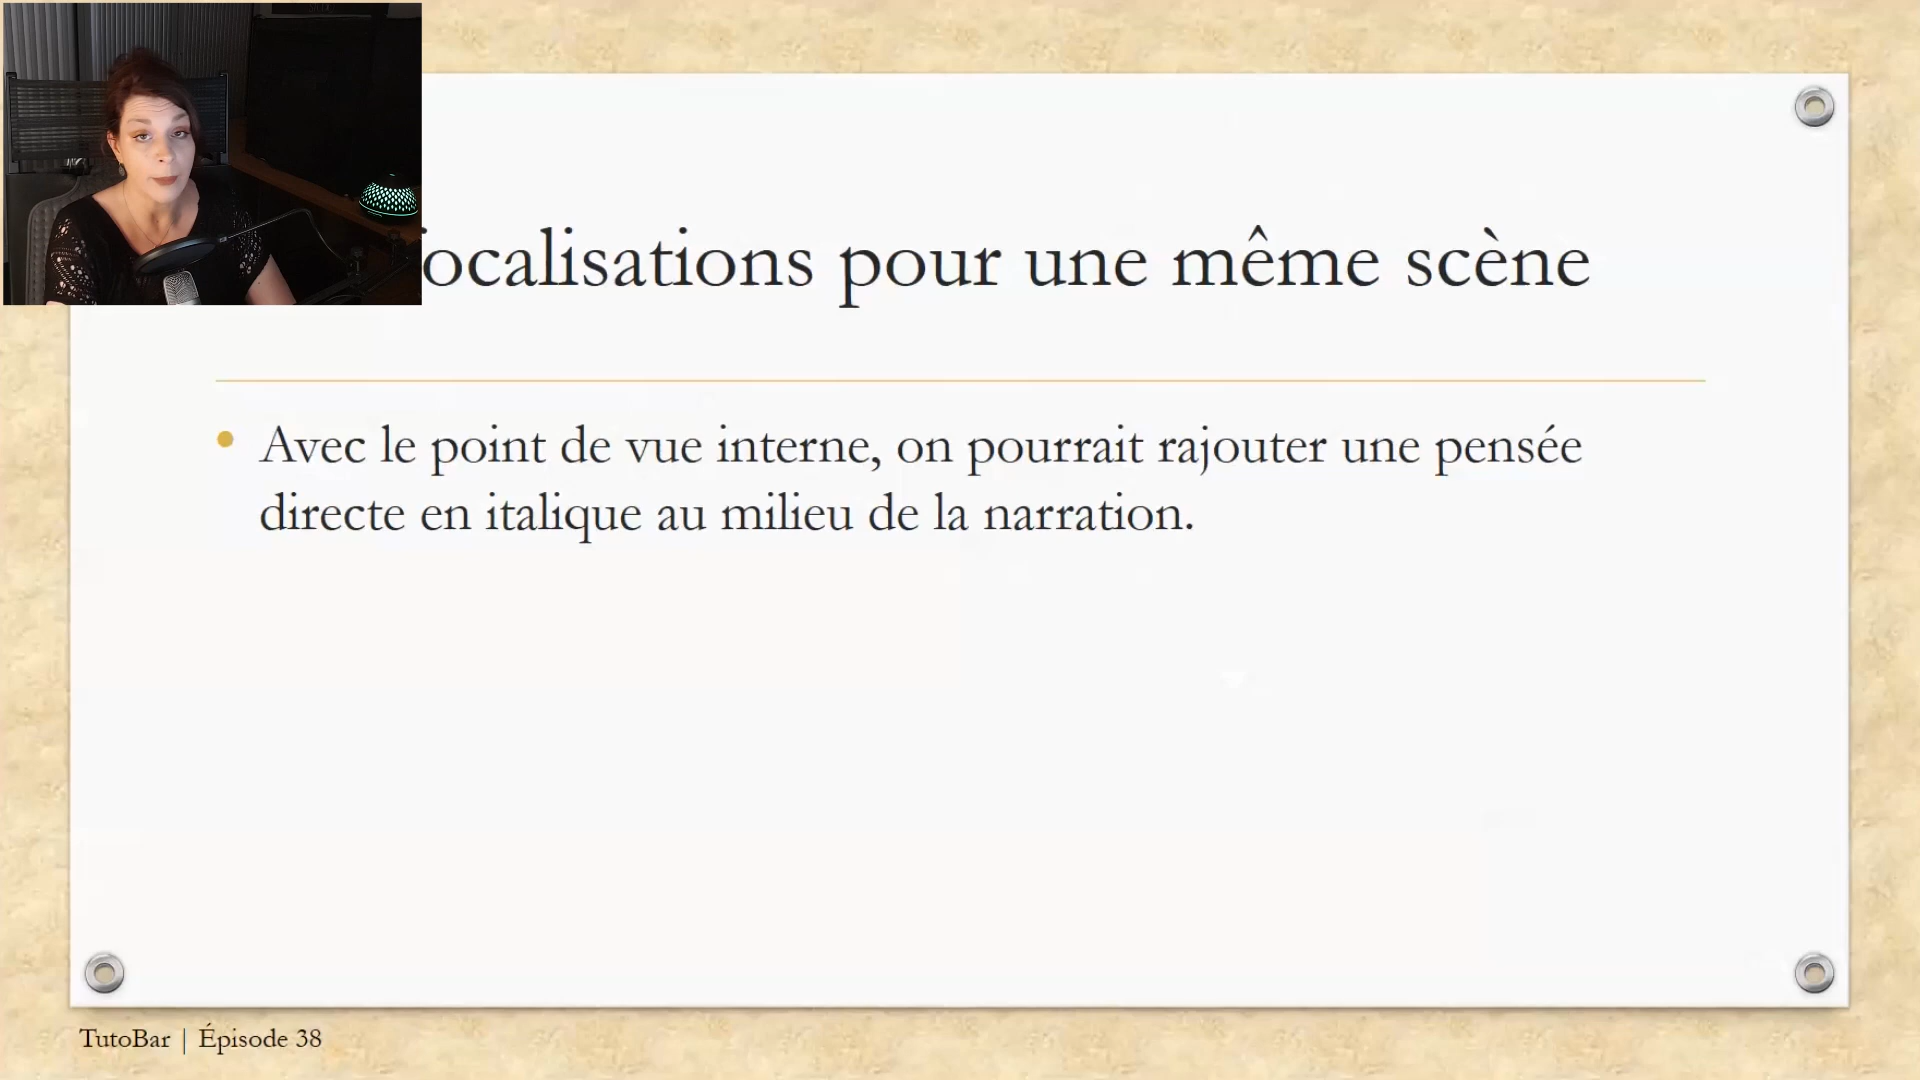 focalisations pour une même scène
Avec le point de vue interne, on pourrait rajouter une pensée
directe en italique au milieu de la narration.
TutoBar | Épisode 38